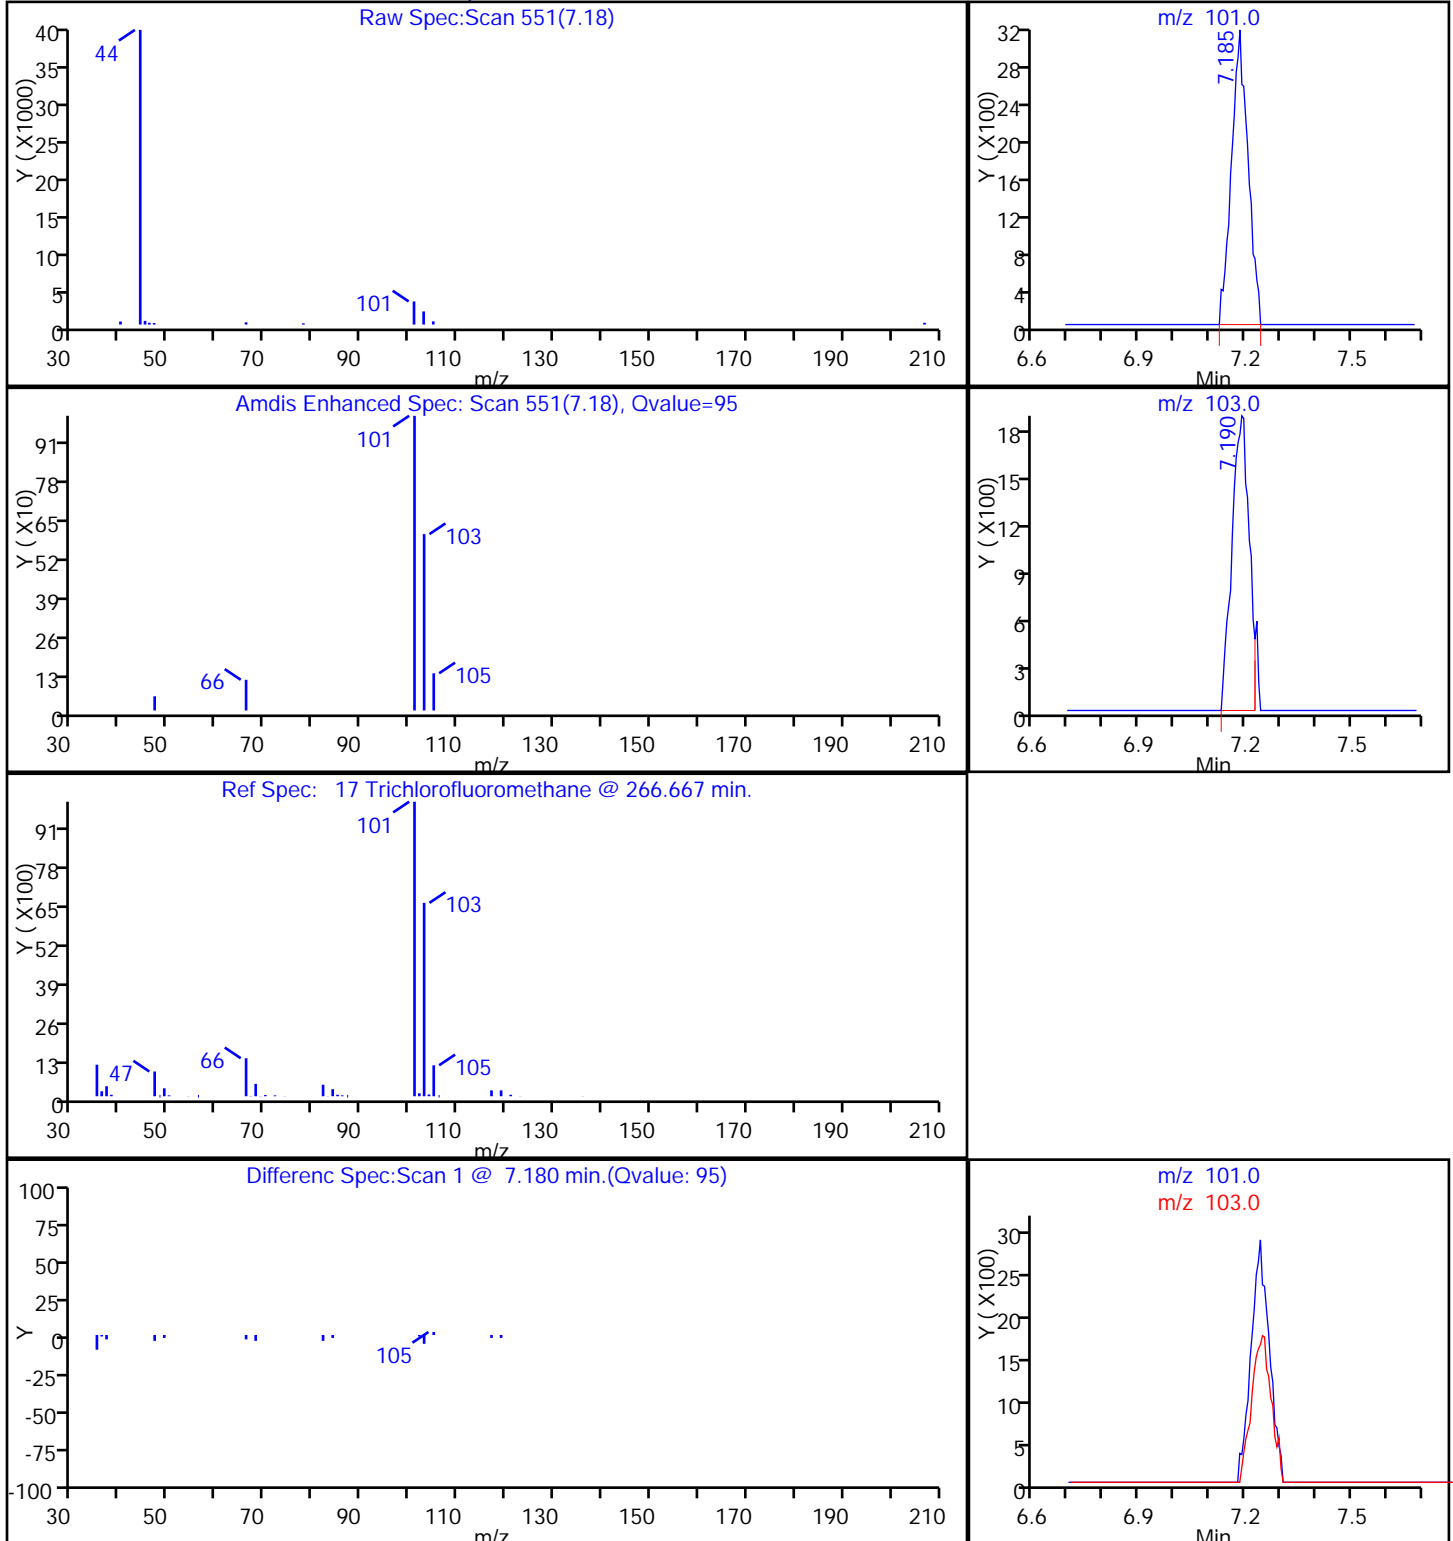 Raw Spec:Scan 551(7.18)
Y ( X1000)
40
35
30
25
20
15
10
5
0
44
101
30 50 70 90 110 130 150 170 190 210
m/z
m/z 101.0
Y ( X100)
32
28
24
20
16
12
8
4
0
7.185
6.6 6.9 7.2 7.5
Min
Amdis Enhanced Spec: Scan 551(7.18), Qvalue=95
Y ( X10)
91
78
65
52
39
26
13
0
101
103
66
105
30 50 70 90 110 130 150 170 190 210
m/z
m/z 103.0
Y ( X100)
18
15
12
9
6
3
0
7.190
6.6 6.9 7.2 7.5
Min
Ref Spec: 17 Trichlorofluoromethane @ 266.667 min.
Y ( X100)
91
78
65
52
39
26
13
0
101
103
47
66
105
30 50 70 90 110 130 150 170 190 210
m/z
Differenc Spec:Scan 1 @ 7.180 min.(Qvalue: 95)
Y
100
75
50
25
0
-25
-50
-75
-100
105
30 50 70 90 110 130 150 170 190 210
m/z
m/z 101.0
m/z 103.0
Y ( X100)
30
25
20
15
10
5
0
6.6 6.9 7.2 7.5
Min